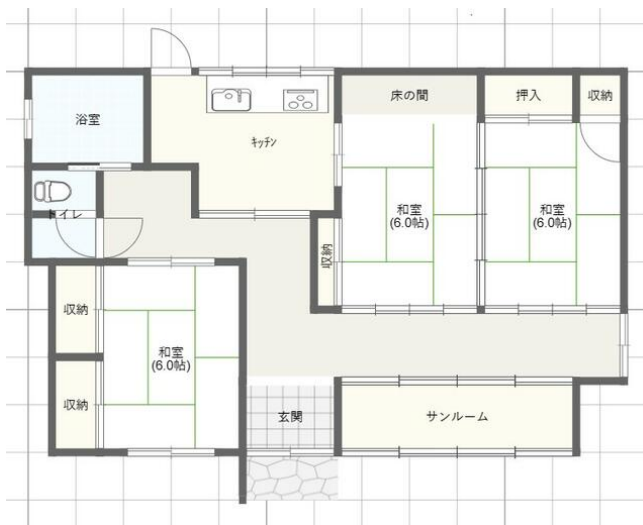 浴室
キッチン
床の間
押入
収納
トイレ
和室
(6.0帖)
和室
(6.0帖)
収納
収納
和室
(6.0帖)
収納
玄関
サンルーム